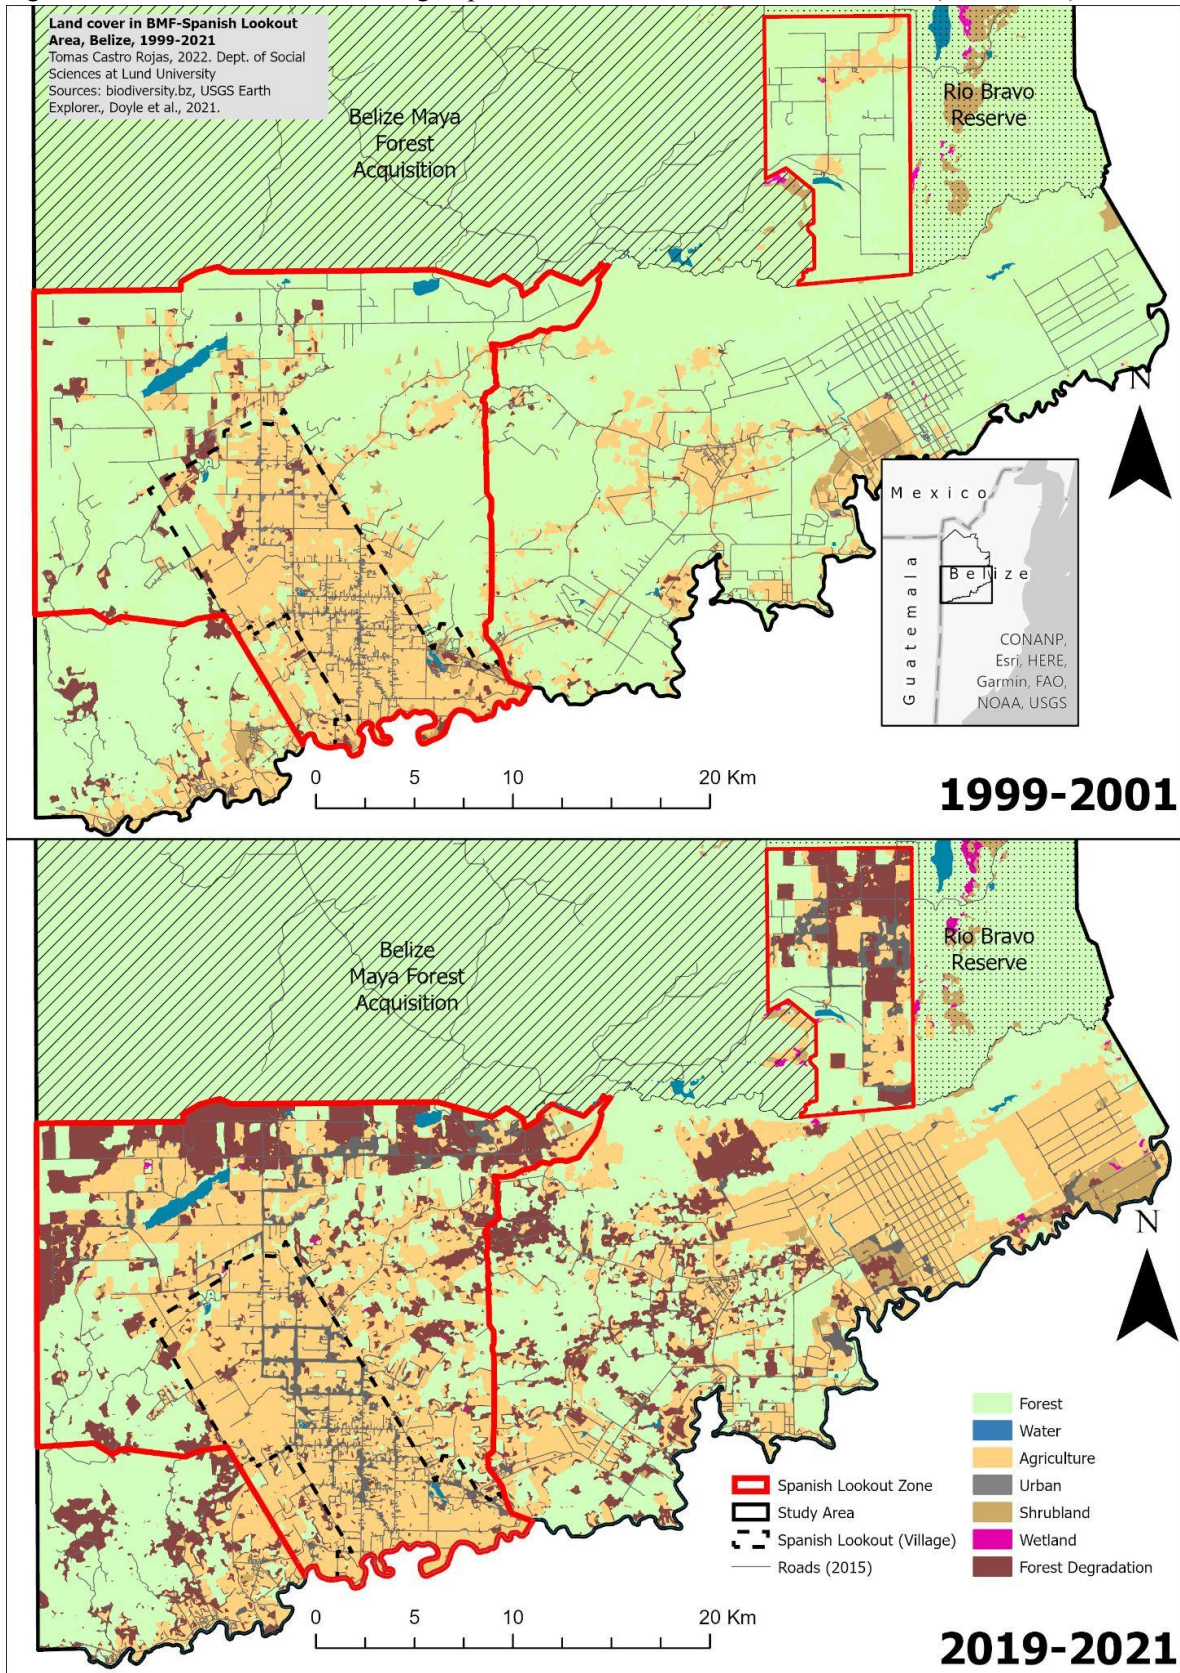 Land cover in BMF-Spanish Lookout
Area, Belize, 1999-2021
Tomas Castro Rojas, 2022. Dept. of Social
Sciences at Lund University
Sources: biodiversity.bz, USGS Earth
Explorer., Doyle et al., 2021.
Belize Maya
Forest
Acquisition
Rio Bravo
Reserve
N
Mexico
Guatemala
Belize
CONANP,
Esri, HERE,
Garmin, FAO,
NOAA, USGS
0 5 10 20 Km
1999-2001
Belize
Maya Forest
Acquisition
Rio Bravo
Reserve
N
Forest
Water
Agriculture
Urban
Shrubland
Wetland
Forest Degradation
Spanish Lookout Zone
Study Area
Spanish Lookout (Village)
Roads (2015)
0 5 10 20 Km
2019-2021